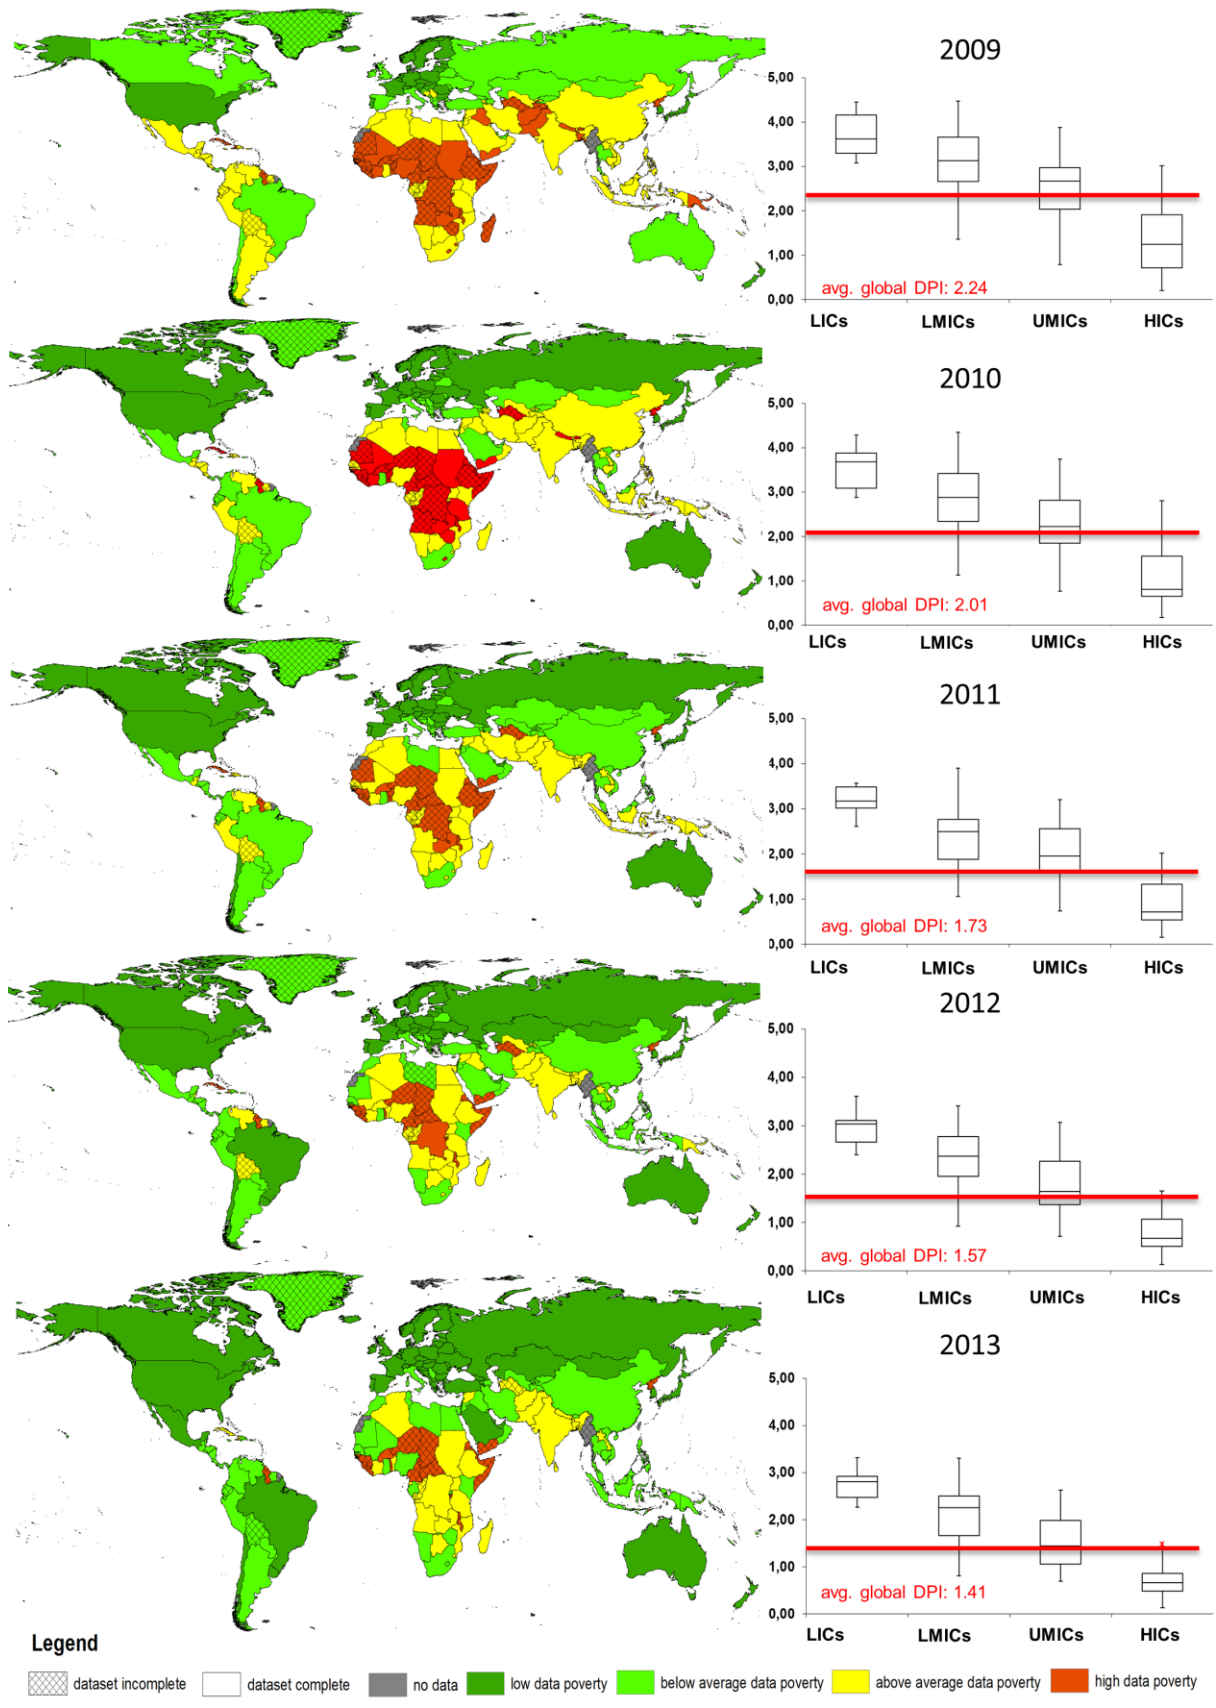 2009
5,00
4,00
3,00
2,00
1,00
0,00
avg. global DPI: 2.24
LICs LMICs UMICs HICs
2010
5,00
4,00
3,00
2,00
1,00
0,00
avg. global DPI: 2.01
LICs LMICs UMICs HICs
2011
5,00
4,00
3,00
2,00
1,00
0,00
avg. global DPI: 1.73
LICs LMICs UMICs HICs
2012
5,00
4,00
3,00
2,00
1,00
0,00
avg. global DPI: 1.57
LICs LMICs UMICs HICs
2013
5,00
4,00
3,00
2,00
1,00
0,00
avg. global DPI: 1.41
LICs LMICs UMICs HICs
Legend
dataset incomplete dataset complete no data low data poverty below average data poverty above average data poverty high data poverty